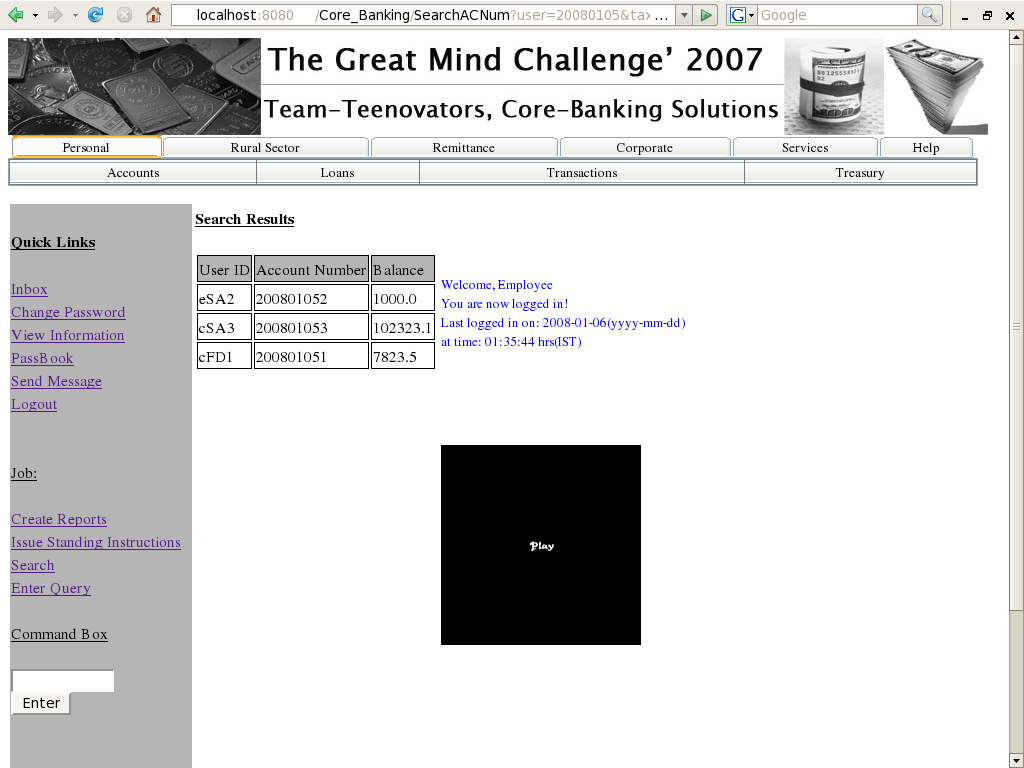 localhost:8080 /Core_Banking/SearchACNum?user=20080105&tax ...
G Google
The Great Mind Challenge' 2007
Team-Teenovators, Core-Banking Solutions
Personal Rural Sector Remittance Corporate Services Help
Accounts Loans Transactions Treasury
Search Results
Quick Links
User ID Account Number Balance
eSA2 200801052 1000.0
cSA3 200801053 102323.1
cFD1 200801051 7823.5
Welcome, Employee
You are now logged in!
Last logged in on: 2008-01-06(yyyy-mm-dd)
at time: 01:35:44 hrs(IST)
Inbox
Change Password
View Information
PassBook
Send Message
Logout
Job:
Create Reports
Issue Standing Instructions
Search
Enter Query
Play
Command Box
Enter